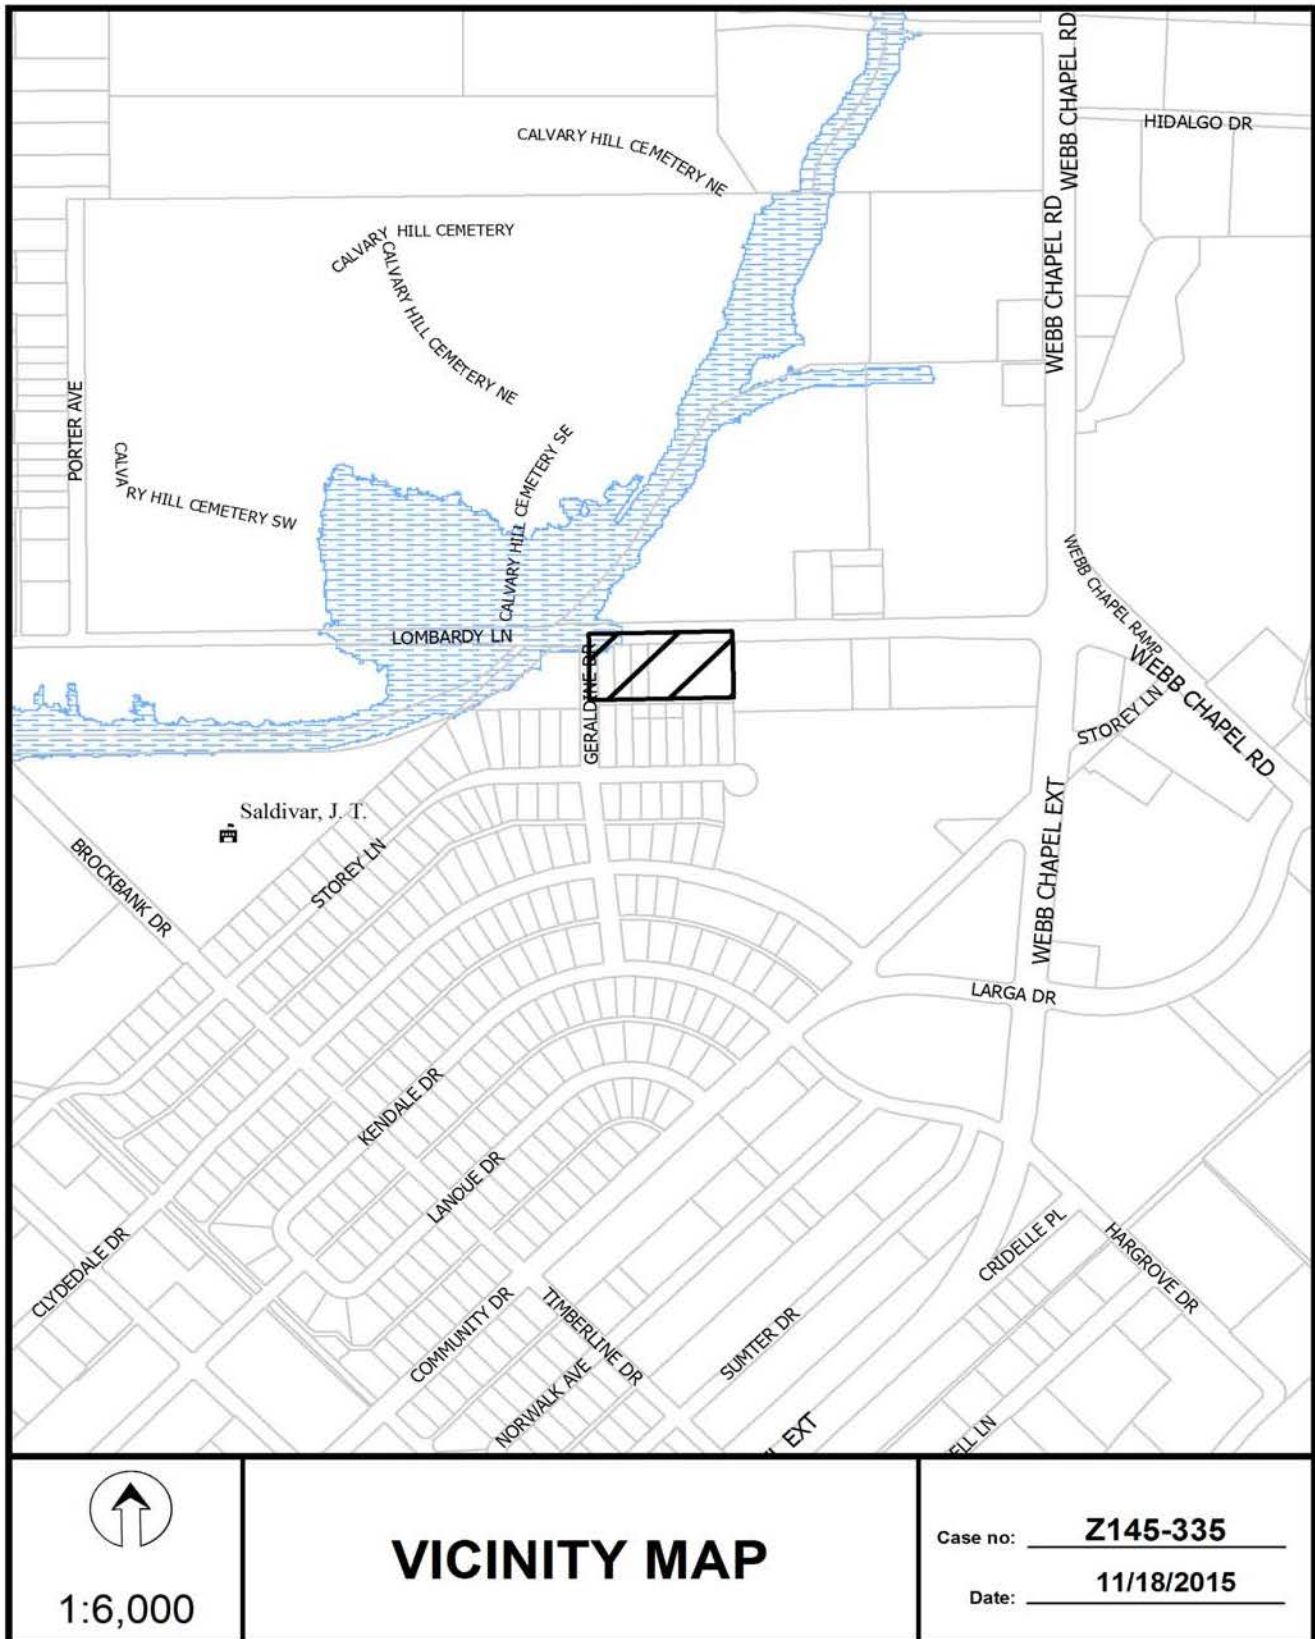 WEBB CHAPEL RD
HIDALGO DR
CALVARY HILL CEMETERY NE
WEBB CHAPEL RD
CALVARY HILL CEMETERY
CALVARY HILL CEMETERY NE
PORTER AVE
CALVARY HILL CEMETERY SW
CALVARY HILL CEMETERY SE
WEBB CHAPEL RAMP
LOMBARDY LN
GERALDINE DR
WEBB CHAPEL RD
STOREY LN
Saldivar, J. T.
BROCKBANK DR
STOREY LN
WEBB CHAPEL EXT
LARGA DR
KENDALE DR
LANOUE DR
CLYDEDALE DR
COMMUNITY DR
TIMBERLINE DR
NORWALK AVE
SUMTER DR
CRIDELLE PL
HARGROVE DR
EXT
ELL LN
1:6,000
VICINITY MAP
Case no: Z145-335
Date: 11/18/2015